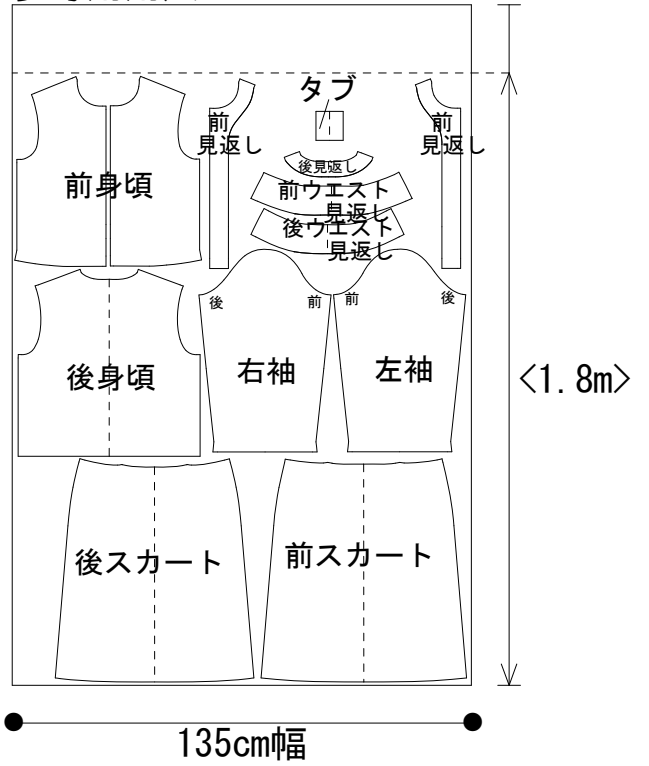 タブ
前
見返し
前
見返し
後見返し
前身頃
前ウエスト
見返し
後ウエスト
見返し
後
前
前
後
後身頃
右袖
左袖
<1.8m>
後スカート
前スカート
135cm幅